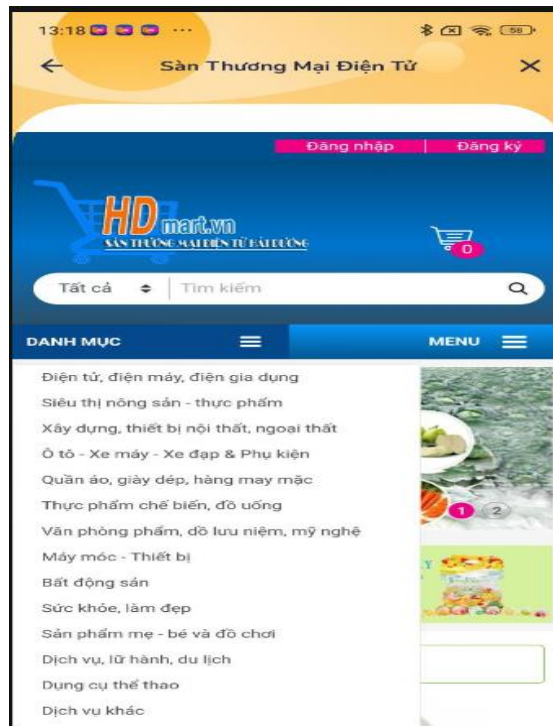 13:18 ... 58
Sàn Thương Mại Điện Tử
Đăng nhập | Đăng ký
HD mart.vn
SÀN THƯƠNG MẠI ĐIỆN TỬ HẢI DƯƠNG
0
Tất cả Tìm kiếm
DANH MỤC MENU
Điện tử, điện máy, điện gia dụng
Siêu thị nông sản - thực phẩm
Xây dựng, thiết bị nội thất, ngoại thất
Ô tô - Xe máy - Xe đạp & Phụ kiện
Quần áo, giày dép, hàng may mặc
Thực phẩm chế biến, đồ uống
1 2
Văn phòng phẩm, đồ lưu niệm, mỹ nghệ
Máy móc - Thiết bị
Bất động sản
Sức khỏe, làm đẹp
Sản phẩm mẹ - bé và đồ chơi
Dịch vụ, lữ hành, du lịch
Dụng cụ thể thao
Dịch vụ khác